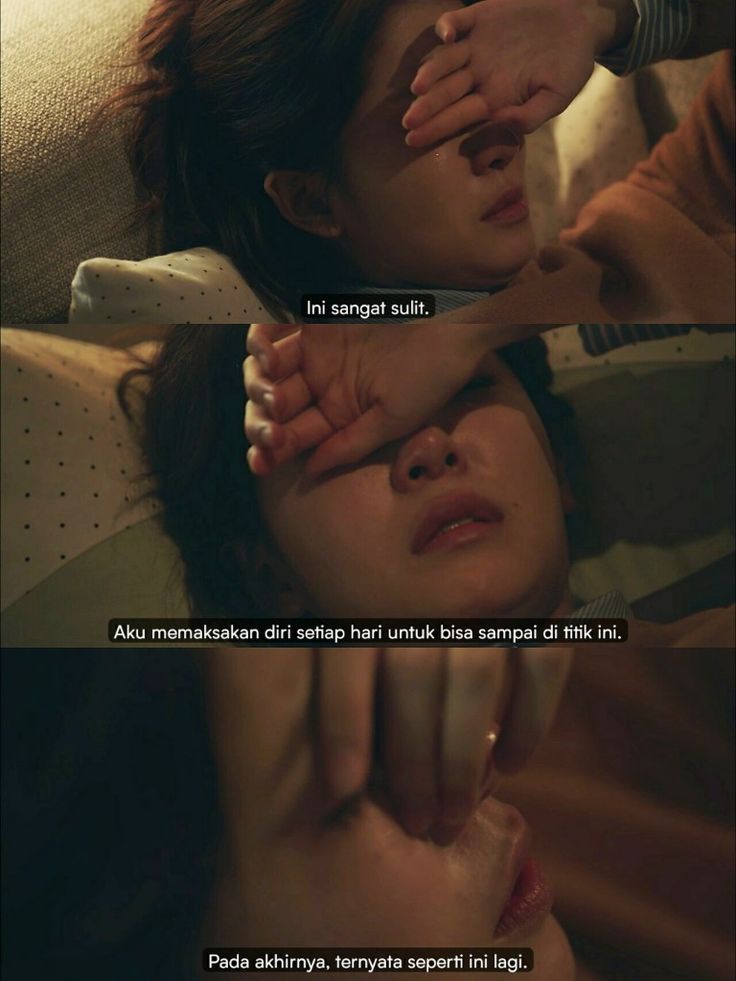 Ini sangat sulit.
Aku memaksakan diri setiap hari untuk bisa sampai di titik ini.
Pada akhirnya, ternyata seperti ini lagi.